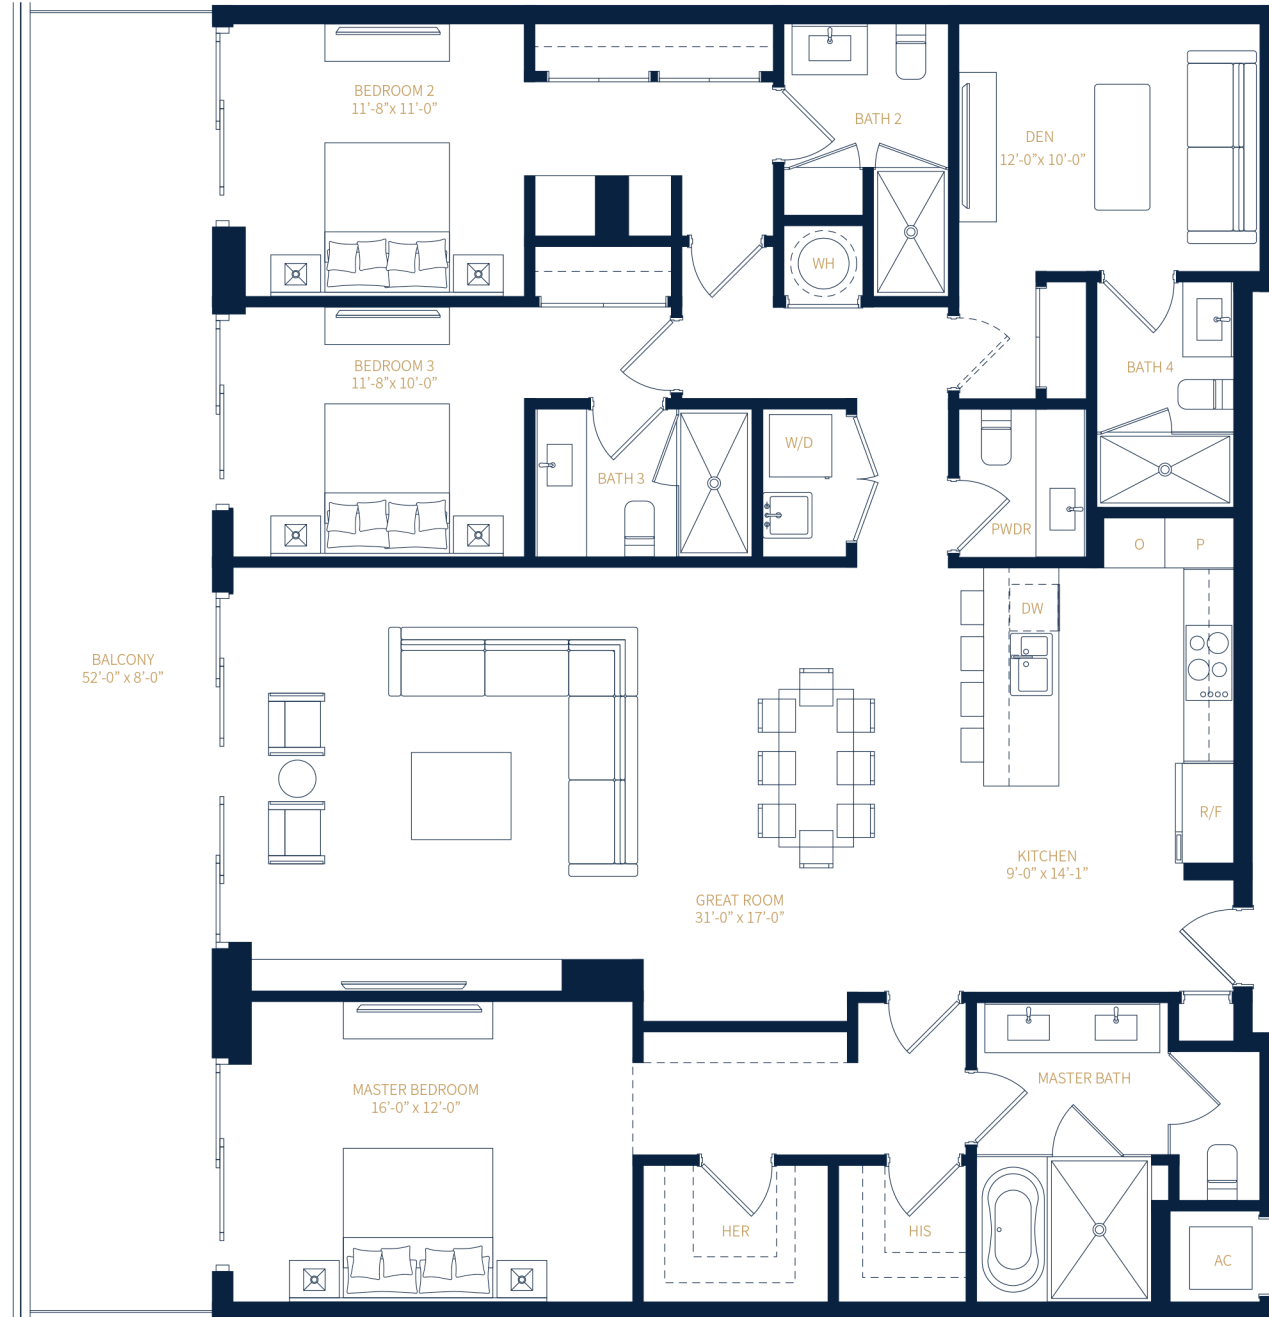 BEDROOM 2
11’-8”x 11’-0”
BATH 2
DEN
12’-0”x 10’-0”
WH
BEDROOM 3
11’-8”x 10’-0”
BATH 4
W/D
BATH 3
PWDR
O
P
DW
BALCONY
52’-0” x 8’-0”
R/F
KITCHEN
9’-0” x 14’-1”
GREAT ROOM
31’-0” x 17’-0”
MASTER BEDROOM
16’-0” x 12’-0”
MASTER BATH
HER
HIS
AC